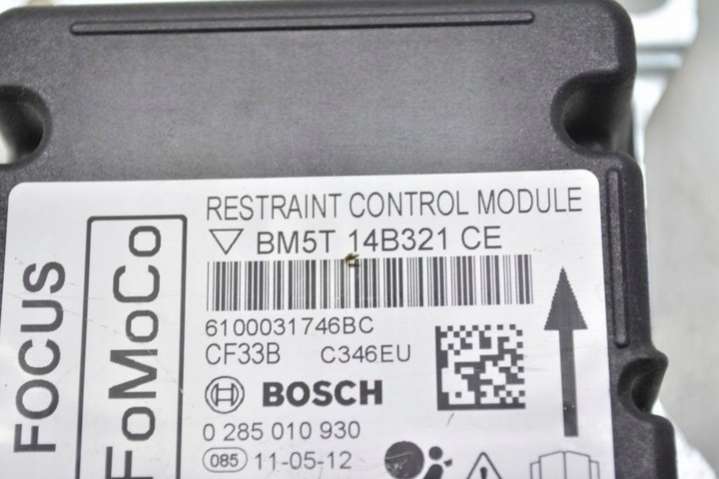 RESTRAINT CONTROL MODULE
BM5T 14B321 CE
6100031746BC
CF33B C346EU
BOSCH
0 285 010 930
085 11-05-12
FoMoCo
FOCUS